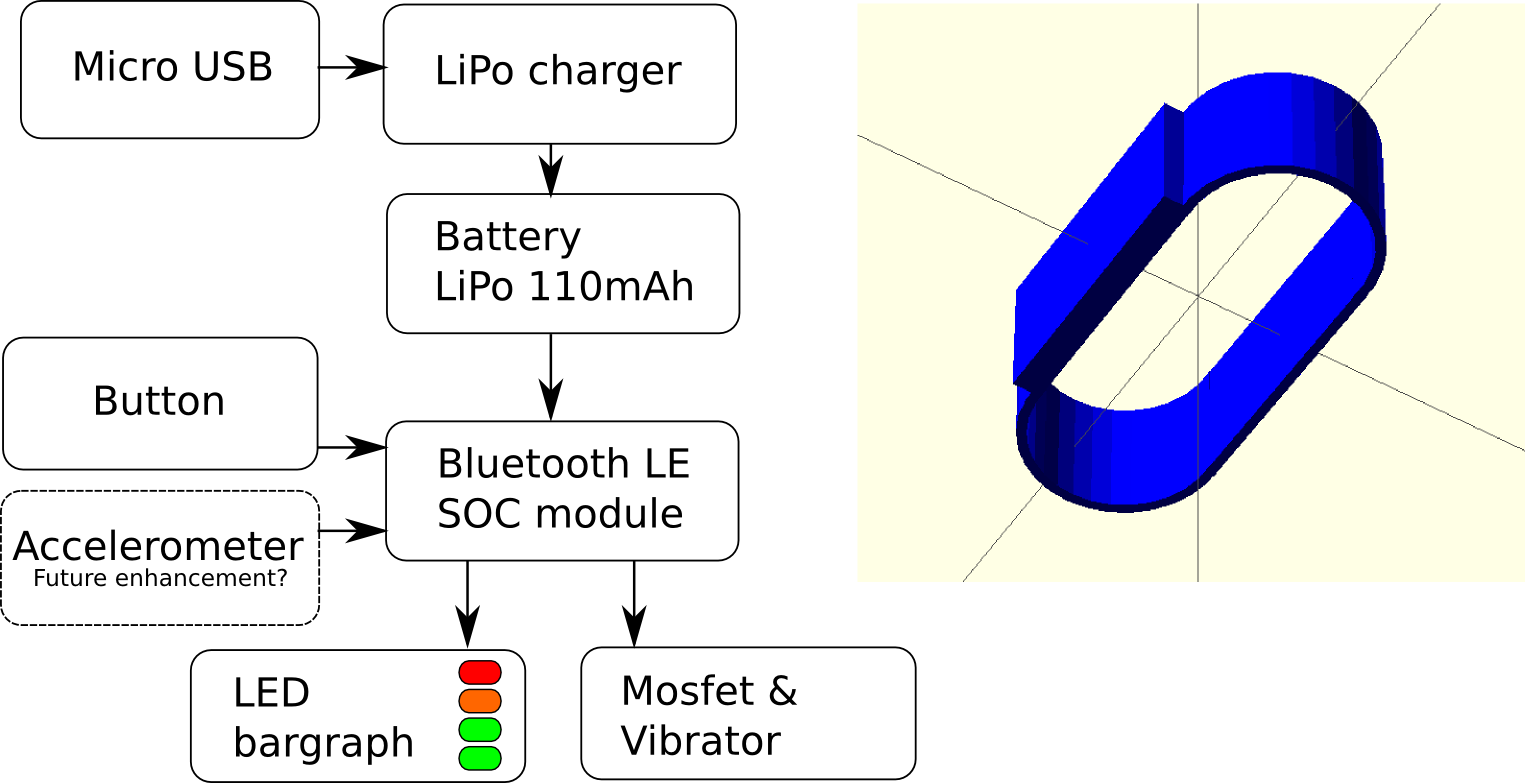 Micro USB
LiPo charger
Battery
LiPo 110mAh
Button
Bluetooth LE
SOC module
Accelerometer
Future enhancement?
LED
bargraph
Mosfet &
Vibrator